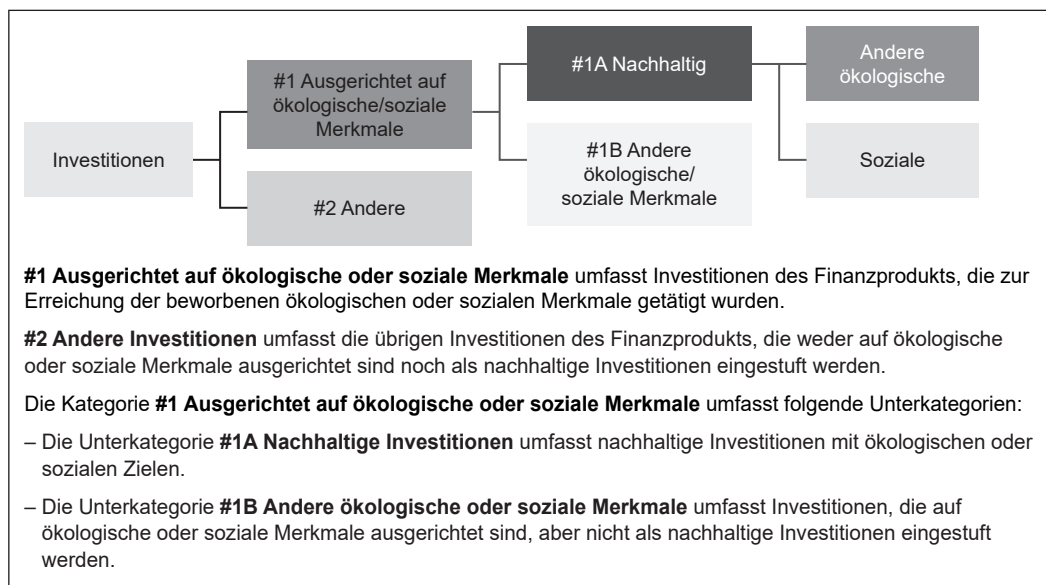 Investitionen
#1 Ausgerichtet auf
ökologische/soziale
Merkmale
#2 Andere
#1A Nachhaltig
#1B Andere
ökologische/
soziale Merkmale
Andere
ökologische
Soziale
#1 Ausgerichtet auf ökologische oder soziale Merkmale umfasst Investitionen des Finanzprodukts, die zur
Erreichung der beworbenen ökologischen oder sozialen Merkmale getätigt wurden.
#2 Andere Investitionen umfasst die übrigen Investitionen des Finanzprodukts, die weder auf ökologische
oder soziale Merkmale ausgerichtet sind noch als nachhaltige Investitionen eingestuft werden.
Die Kategorie #1 Ausgerichtet auf ökologische oder soziale Merkmale umfasst folgende Unterkategorien:
– Die Unterkategorie #1A Nachhaltige Investitionen umfasst nachhaltige Investitionen mit ökologischen oder
sozialen Zielen.
– Die Unterkategorie #1B Andere ökologische oder soziale Merkmale umfasst Investitionen, die auf
ökologische oder soziale Merkmale ausgerichtet sind, aber nicht als nachhaltige Investitionen eingestuft
werden.